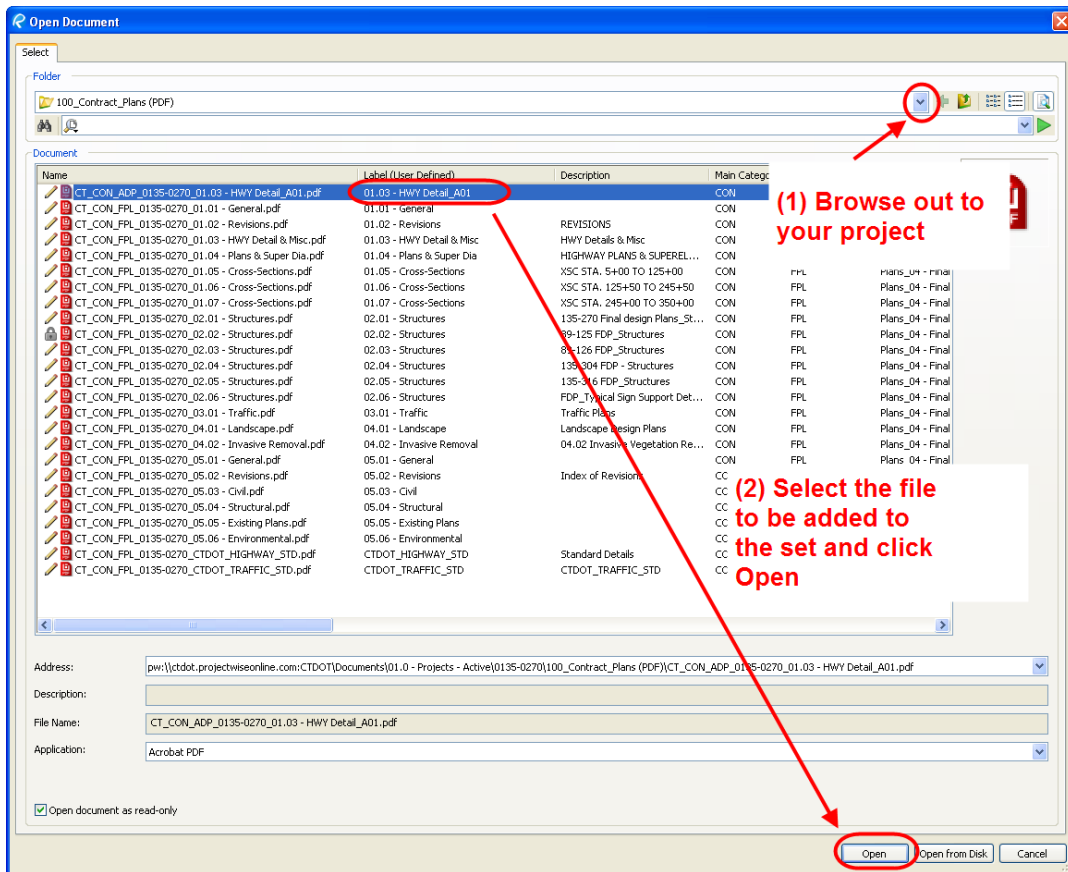 Open Document
Select
Folder
100_Contract_Plans (PDF)
Document
Name Label (User Defined) Description Main Catego
CT_CON_ADP_0135-0270_01.03 - HWY Detail_A01.pdf 01.03 - HWY Detail_A01 CON
CT_CON_FPL_0135-0270_01.01 - General.pdf 01.01 - General CON
CT_CON_FPL_0135-0270_01.02 - Revisions.pdf 01.02 - Revisions REVISIONS CON
CT_CON_FPL_0135-0270_01.03 - HWY Detail & Misc.pdf 01.03 - HWY Detail & Misc HWY Details & Misc CON
CT_CON_FPL_0135-0270_01.04 - Plans & Super Dia.pdf 01.04 - Plans & Super Dia HIGHWAY PLANS & SUPEREL... CON
CT_CON_FPL_0135-0270_01.05 - Cross-Sections.pdf 01.05 - Cross-Sections XSC STA. 5+00 TO 125+00 CON FPL Plans_04 - Final
CT_CON_FPL_0135-0270_01.06 - Cross-Sections.pdf 01.06 - Cross-Sections XSC STA. 125+50 TO 245+50 CON FPL Plans_04 - Final
CT_CON_FPL_0135-0270_01.07 - Cross-Sections.pdf 01.07 - Cross-Sections XSC STA. 245+00 TO 350+00 CON FPL Plans_04 - Final
CT_CON_FPL_0135-0270_02.01 - Structures.pdf 02.01 - Structures 135-270 Final design Plans_St... CON FPL Plans_04 - Final
CT_CON_FPL_0135-0270_02.02 - Structures.pdf 02.02 - Structures 89-125 FDP_Structures CON FPL Plans_04 - Final
CT_CON_FPL_0135-0270_02.03 - Structures.pdf 02.03 - Structures 89-126 FDP_Structures CON FPL Plans_04 - Final
CT_CON_FPL_0135-0270_02.04 - Structures.pdf 02.04 - Structures 135-304 FDP - Structures CON FPL Plans_04 - Final
CT_CON_FPL_0135-0270_02.05 - Structures.pdf 02.05 - Structures 135-316 FDP_Structures CON FPL Plans_04 - Final
CT_CON_FPL_0135-0270_02.06 - Structures.pdf 02.06 - Structures FDP_Typical Sign Support Det... CON FPL Plans_04 - Final
CT_CON_FPL_0135-0270_03.01 - Traffic.pdf 03.01 - Traffic Traffic Plans CON FPL Plans_04 - Final
CT_CON_FPL_0135-0270_04.01 - Landscape.pdf 04.01 - Landscape Landscape Design Plans CON FPL Plans_04 - Final
CT_CON_FPL_0135-0270_04.02 - Invasive Removal.pdf 04.02 - Invasive Removal 04.02 Invasive Vegetation Re... CON FPL Plans_04 - Final
CT_CON_FPL_0135-0270_05.01 - General.pdf 05.01 - General CON FPL Plans_04 - Final
CT_CON_FPL_0135-0270_05.02 - Revisions.pdf 05.02 - Revisions Index of Revisions CC
CT_CON_FPL_0135-0270_05.03 - Civil.pdf 05.03 - Civil CC
CT_CON_FPL_0135-0270_05.04 - Structural.pdf 05.04 - Structural CC
CT_CON_FPL_0135-0270_05.05 - Existing Plans.pdf 05.05 - Existing Plans CC
CT_CON_FPL_0135-0270_05.06 - Environmental.pdf 05.06 - Environmental CC
CT_CON_FPL_0135-0270_CTDOT_HIGHWAY_STD.pdf CTDOT_HIGHWAY_STD Standard Details CC
CT_CON_FPL_0135-0270_CTDOT_TRAFFIC_STD.pdf CTDOT_TRAFFIC_STD CTDOT_TRAFFIC_STD CC
(1) Browse out to
your project
(2) Select the file
to be added to
the set and click
Open
Address: pw:\\ctdot.projectwiseonline.com:CTDOT\Documents\01.0 - Projects - Active\0135-0270\100_Contract_Plans (PDF)\CT_CON_ADP_0135-0270_01.03 - HWY Detail_A01.pdf
Description:
File Name: CT_CON_ADP_0135-0270_01.03 - HWY Detail_A01.pdf
Application: Acrobat PDF
Open document as read-only
Open Open from Disk Cancel